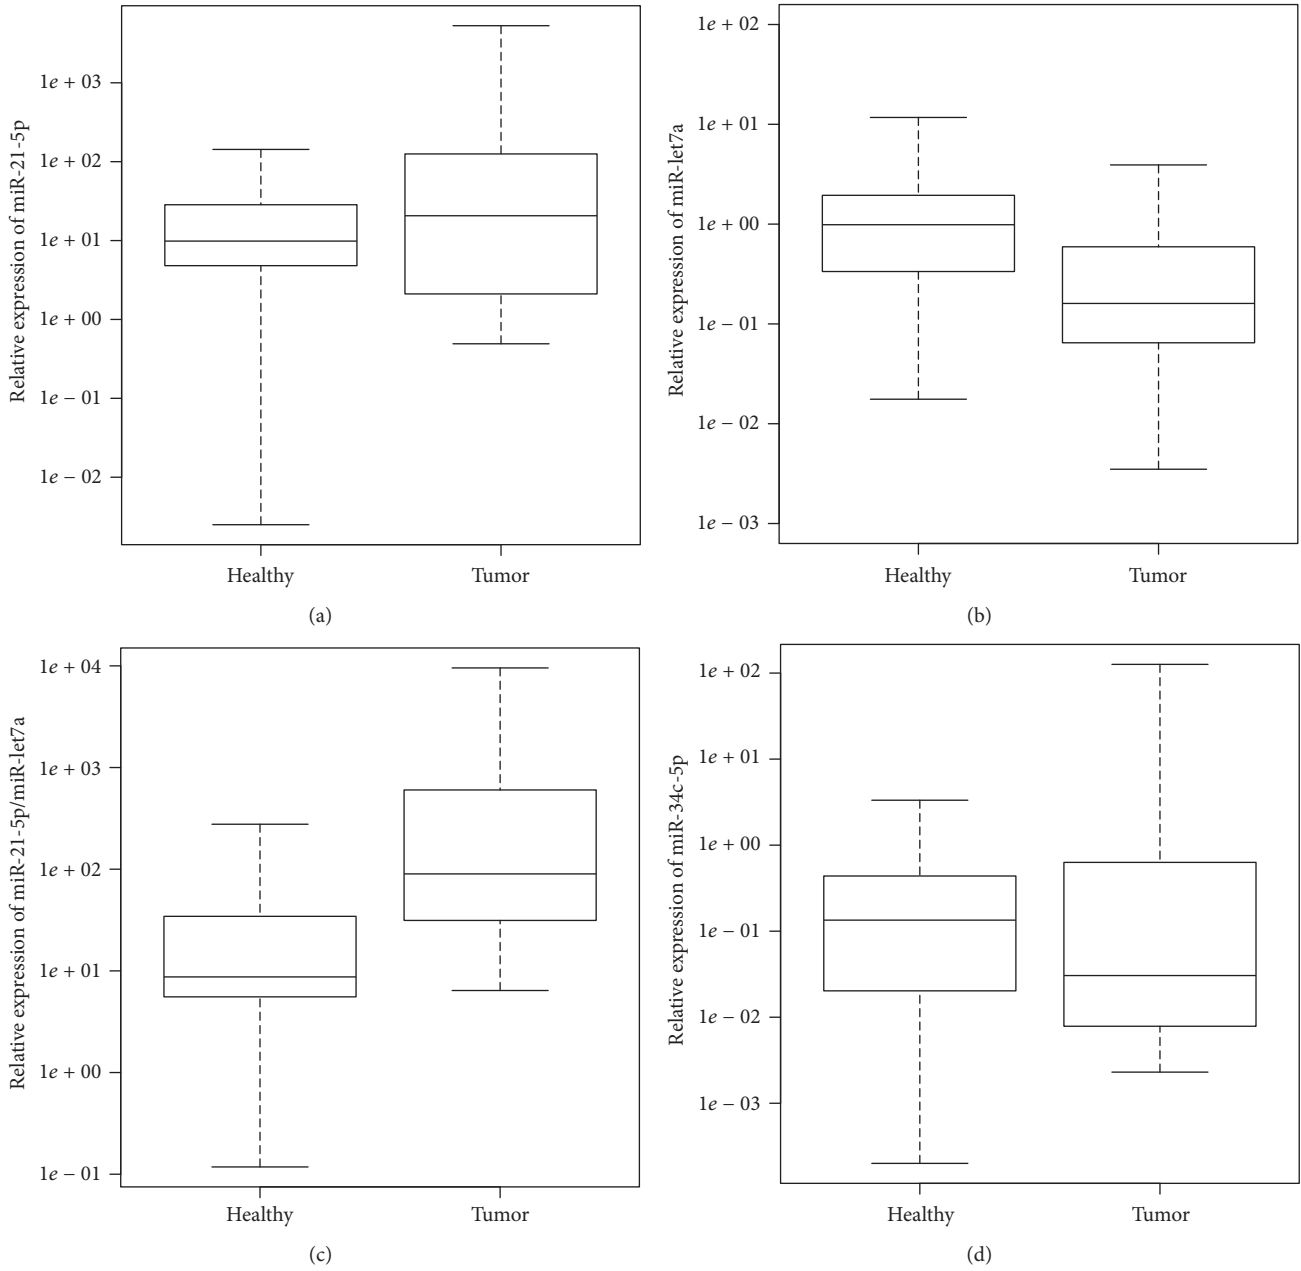 Relative expression of miR-21-5p
1e + 03
1e + 02
1e + 01
1e + 00
1e − 01
1e − 02
Healthy
Tumor
(a)
Relative expression of miR-let7a
1e + 02
1e + 01
1e + 00
1e − 01
1e − 02
1e − 03
Healthy
Tumor
(b)
Relative expression of miR-21-5p/miR-let7a
1e + 04
1e + 03
1e + 02
1e + 01
1e + 00
1e − 01
Healthy
Tumor
(c)
Relative expression of miR-34c-5p
1e + 02
1e + 01
1e + 00
1e − 01
1e − 02
1e − 03
Healthy
Tumor
(d)